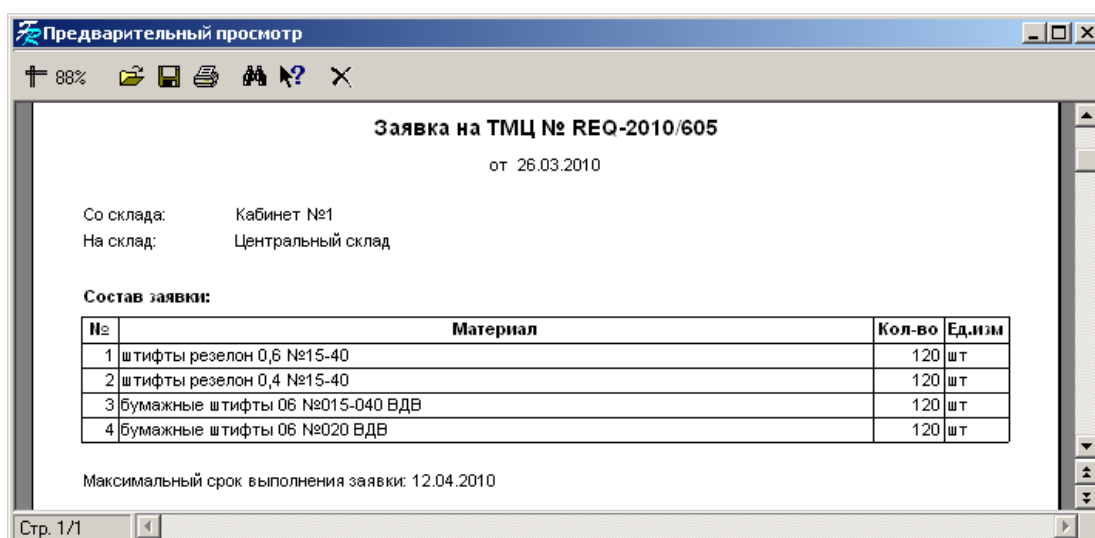 Предварительный просмотр
88%
Заявка на ТМЦ № REQ-2010/605
от 26.03.2010
Со склада: Кабинет №1
На склад: Центральный склад
Состав заявки:
№ Материал Кол-во Ед.изм
1 штифты резелон 0,6 №15-40 120 шт
2 штифты резелон 0,4 №15-40 120 шт
3 бумажные штифты 06 №015-040 ВДВ 120 шт
4 бумажные штифты 06 №020 ВДВ 120 шт
Максимальный срок выполнения заявки: 12.04.2010
Стр. 1/1